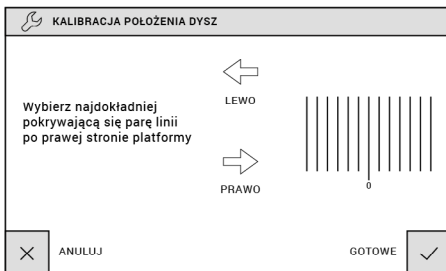 KALIBRACJA POŁOŻENIA DYSZ
LEWO
Wybierz najdokładniej
pokrywającą się parę linii
po prawej stronie platformy
PRAWO
0
ANULUJ
GOTOWE